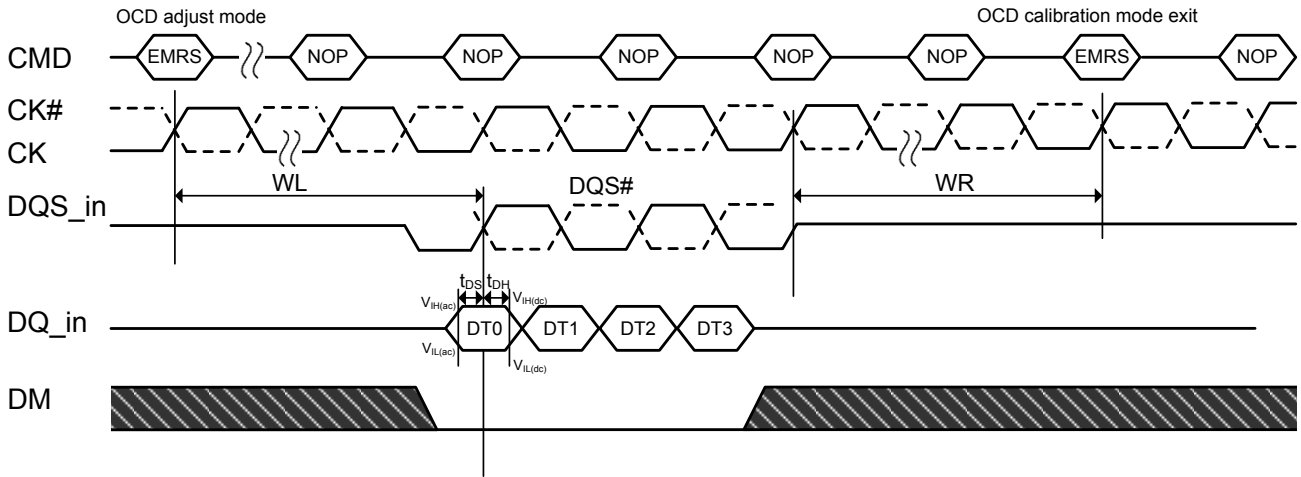 OCD adjust mode
OCD calibration mode exit
CMD
EMRS
NOP
NOP
NOP
NOP
NOP
EMRS
NOP
CK#
CK
WL
DQS#
WR
DQS_in
tDS
tDH
VIH(ac)
VIH(dc)
DQ_in
DT0
DT1
DT2
DT3
VIL(ac)
VIL(dc)
DM